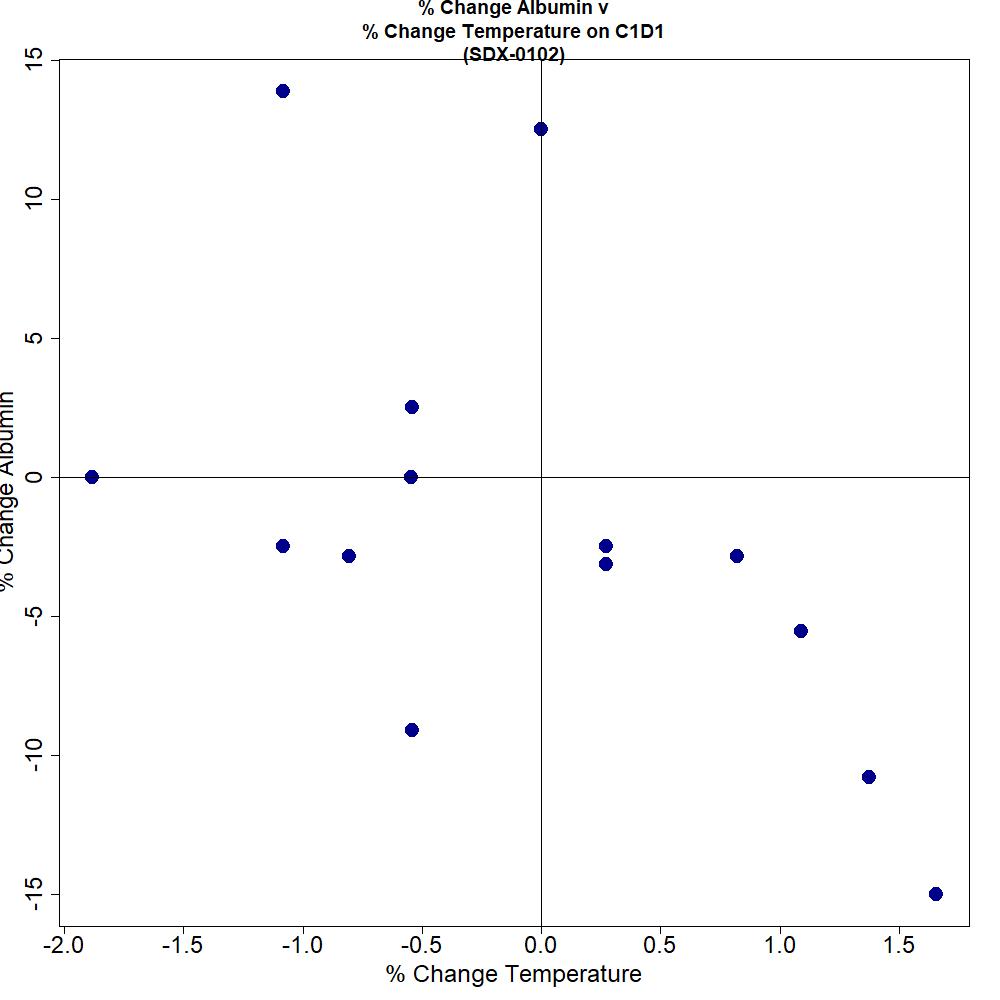 % Change Albumin v
% Change Temperature on C1D1
(SDX-0102)
15
10
5
0
-5
-10
-15
% Change Albumin
-2.0 -1.5 -1.0 -0.5 0.0 0.5 1.0 1.5
% Change Temperature